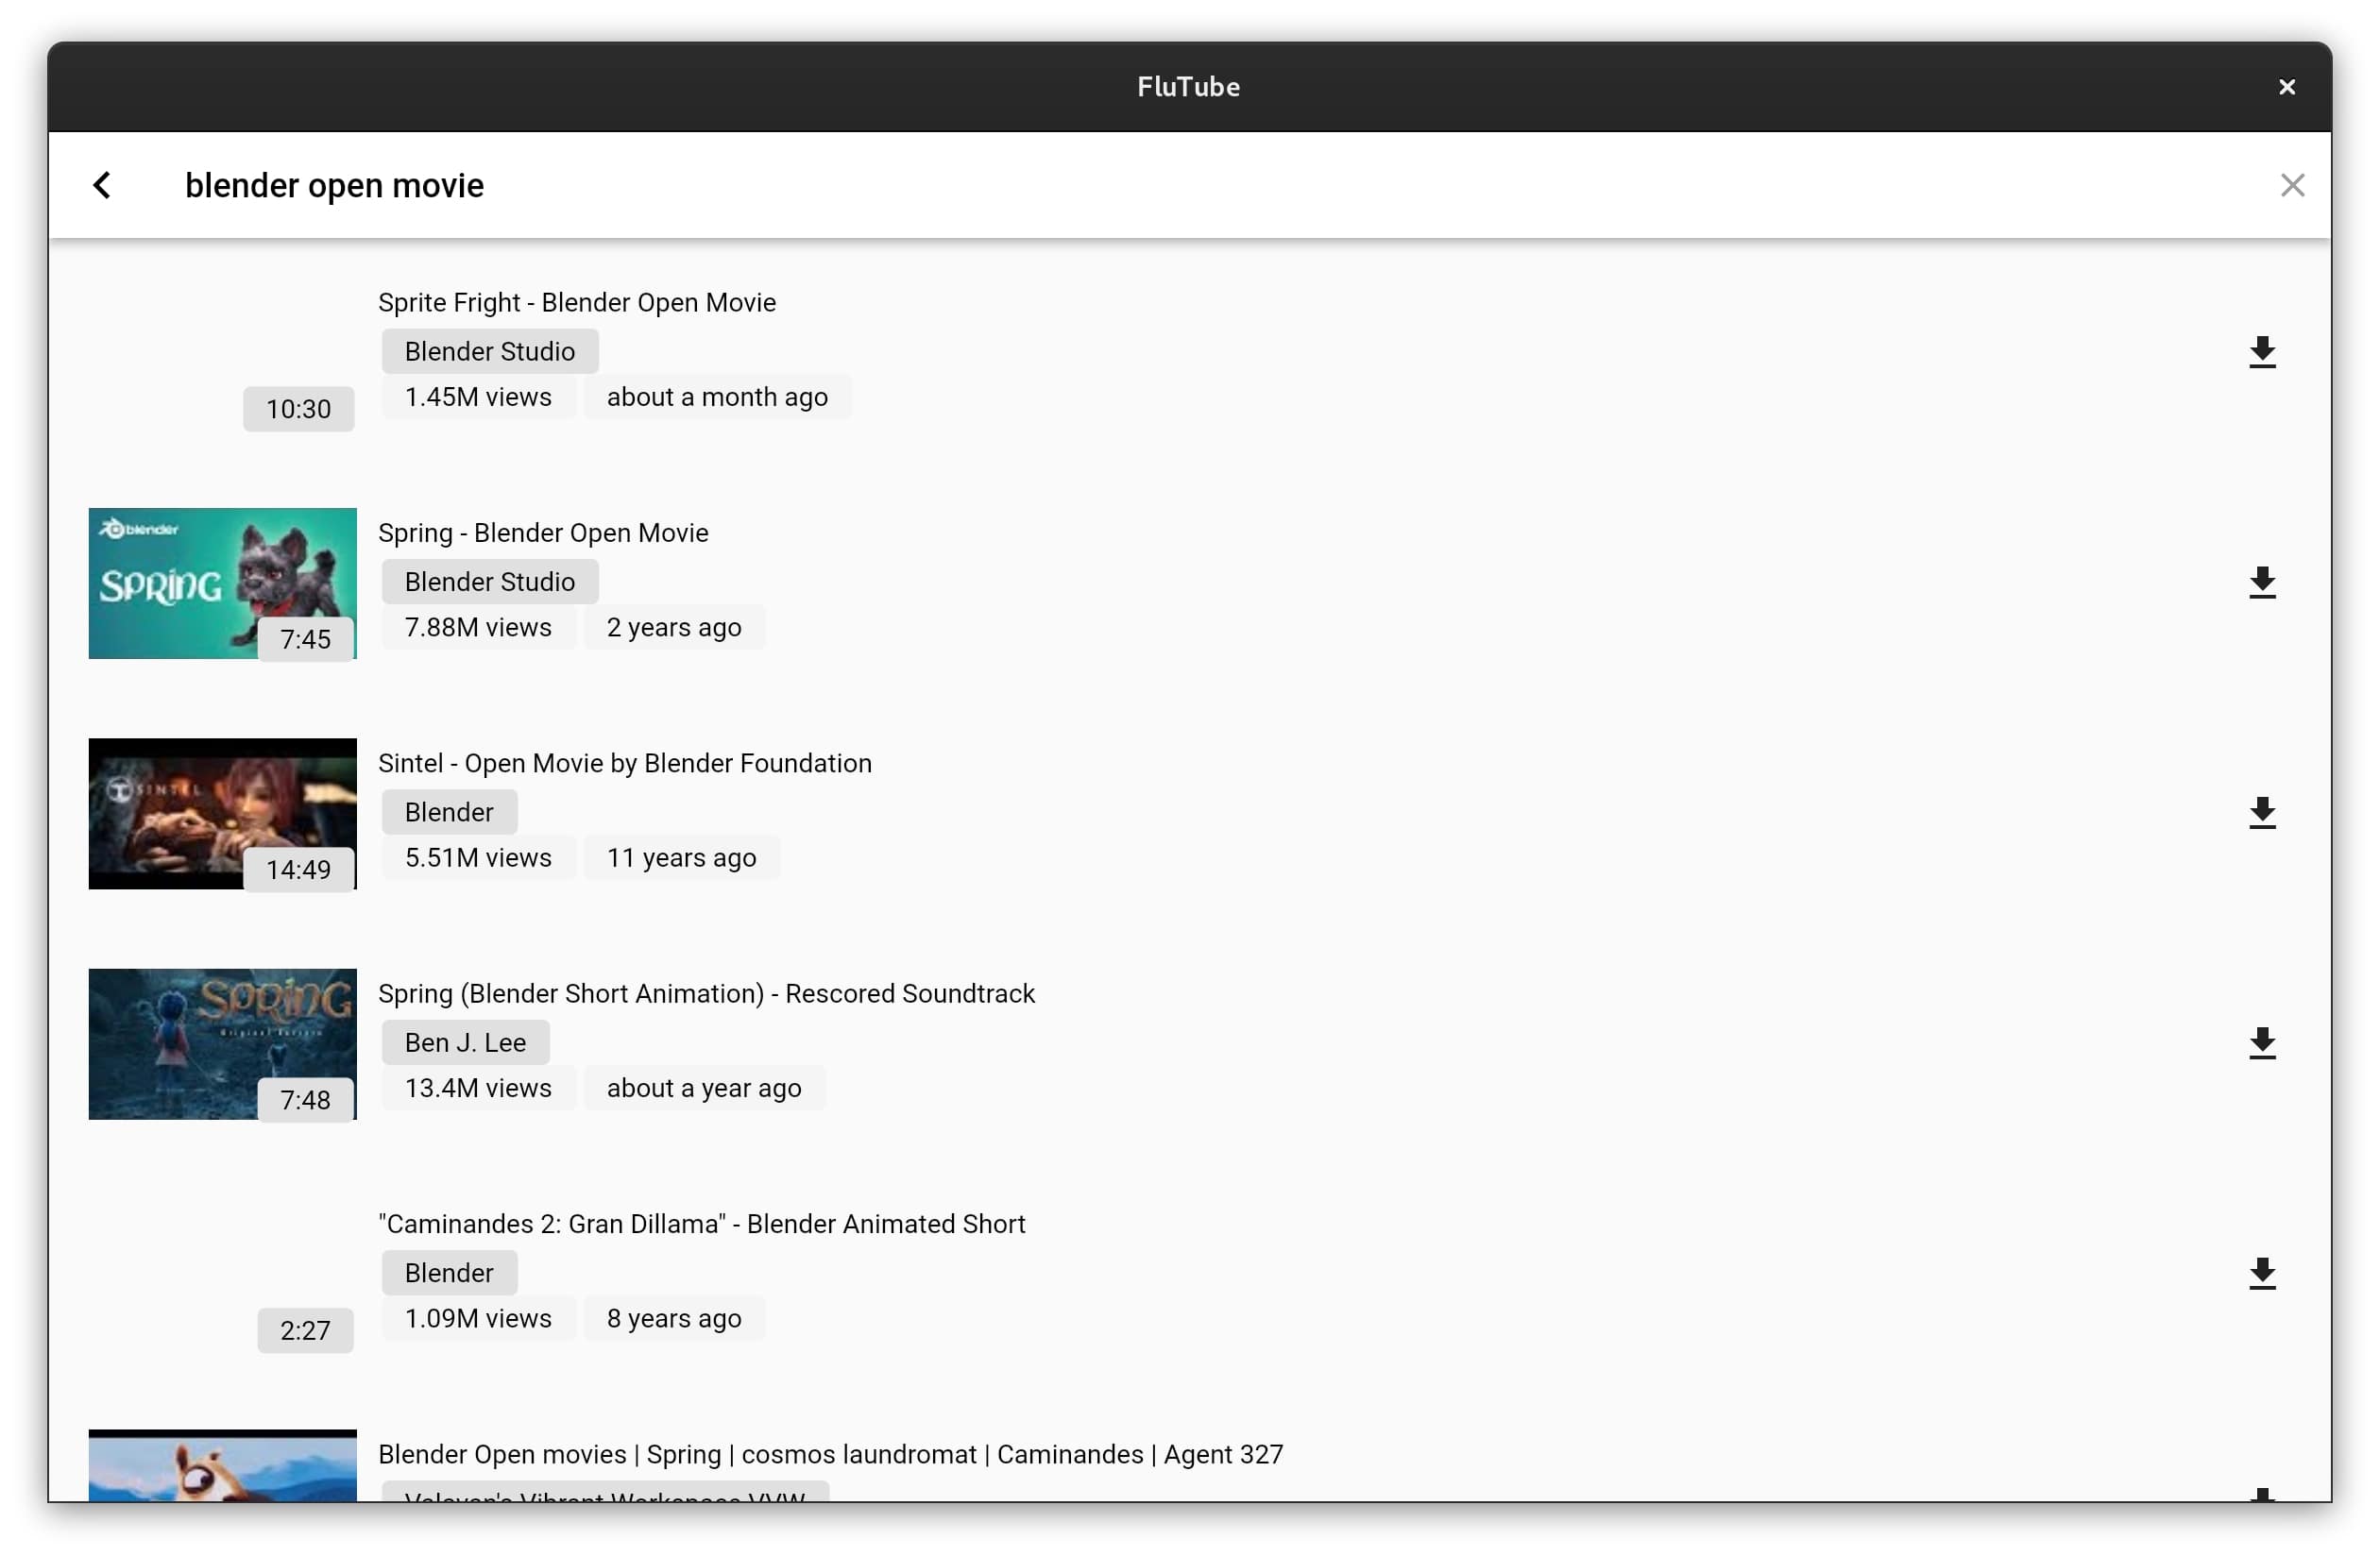 FluTube
blender open movie
Sprite Fright - Blender Open Movie
Blender Studio
1.45M views about a month ago
10:30
blender
SPRING
Spring - Blender Open Movie
Blender Studio
7.88M views 2 years ago
7:45
SINTEL
Sintel - Open Movie by Blender Foundation
Blender
5.51M views 11 years ago
14:49
SPRING
Spring (Blender Short Animation) - Rescored Soundtrack
Ben J. Lee
13.4M views about a year ago
7:48
"Caminandes 2: Gran Dillama" - Blender Animated Short
Blender
1.09M views 8 years ago
2:27
Blender Open movies | Spring | cosmos laundromat | Caminandes | Agent 327
Vibrant Workspace VVW